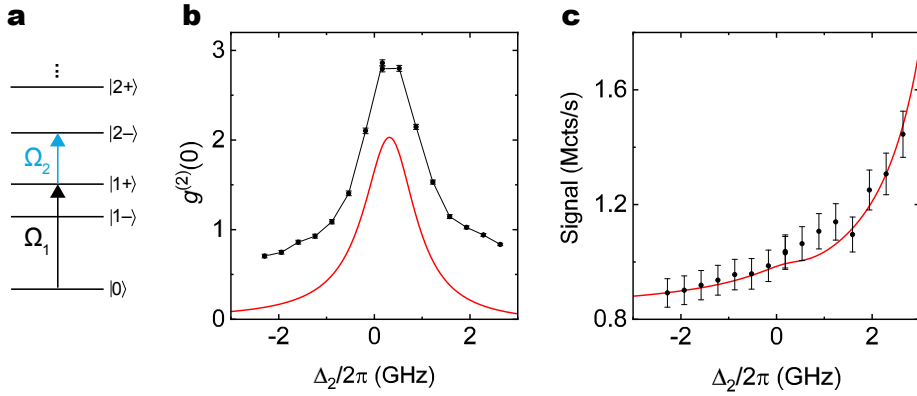 a
⋮
|2+⟩
|2−⟩
Ω2
|1+⟩
|1−⟩
Ω1
|0⟩
b
3
2
1
0
g(2)(0)
−2
0
2
Δ2/2π (GHz)
c
1.6
1.2
0.8
Signal (Mcts/s)
−2
0
2
Δ2/2π (GHz)